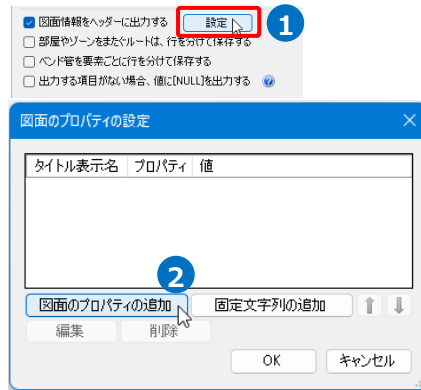 図面情報をヘッダーに出力する 設定 1
部屋やゾーンをまたぐルートは、行を分けて保存する
ベンド管を要素ごとに行を分けて保存する
出力する項目がない場合、値に[NULL]を出力する ?
図面のプロパティの設定
タイトル表示名 プロパティ 値
2
図面のプロパティの追加 固定文字列の追加
編集 削除
OK キャンセル